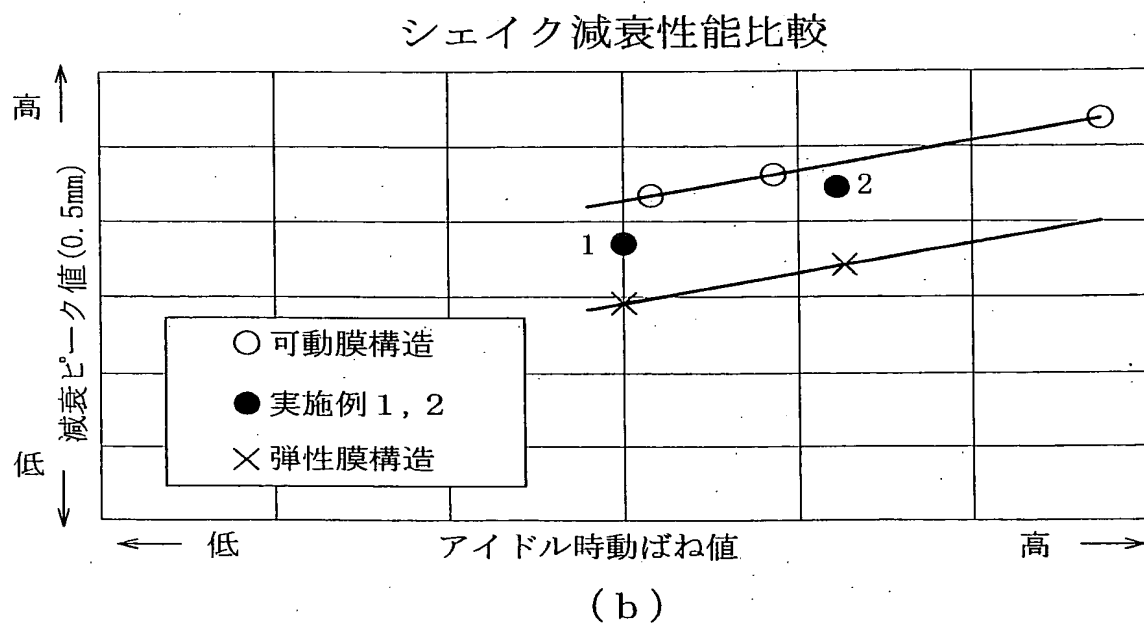 シェイク減衰性能比較
高
減衰ピーク値(0.5mm)
低
1
2
○ 可動膜構造
● 実施例1,2
× 弾性膜構造
低
アイドル時動ばね値
高
(b)